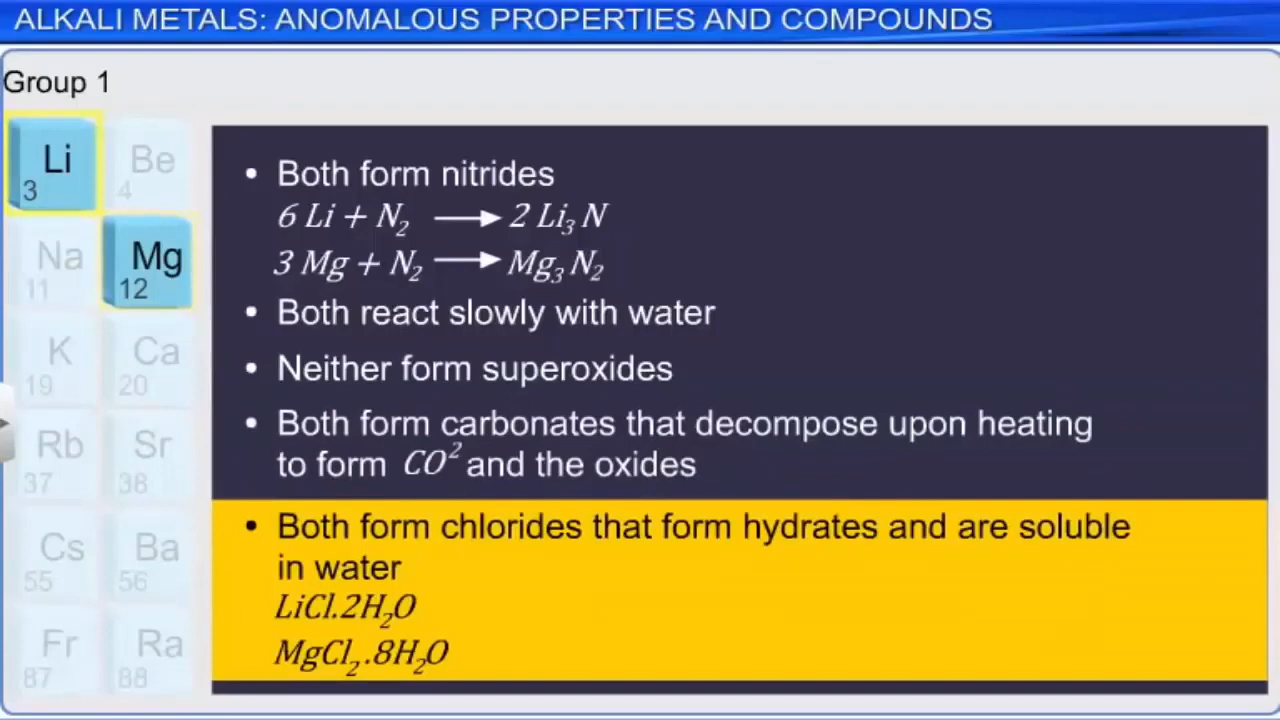 ALKALI METALS: ANOMALOUS PROPERTIES AND COMPOUNDS
Group 1
Li
3
Be
4
Na
11
Mg
12
K
19
Ca
20
Rb
37
Sr
38
Cs
55
Ba
56
Fr
87
Ra
88
• Both form nitrides
6 Li + N₂ ⟶ 2 Li₃ N
3 Mg + N₂ ⟶ Mg₃ N₂
• Both react slowly with water
• Neither form superoxides
• Both form carbonates that decompose upon heating
to form CO² and the oxides
• Both form chlorides that form hydrates and are soluble
in water
LiCl.2H₂O
MgCl₂.8H₂O